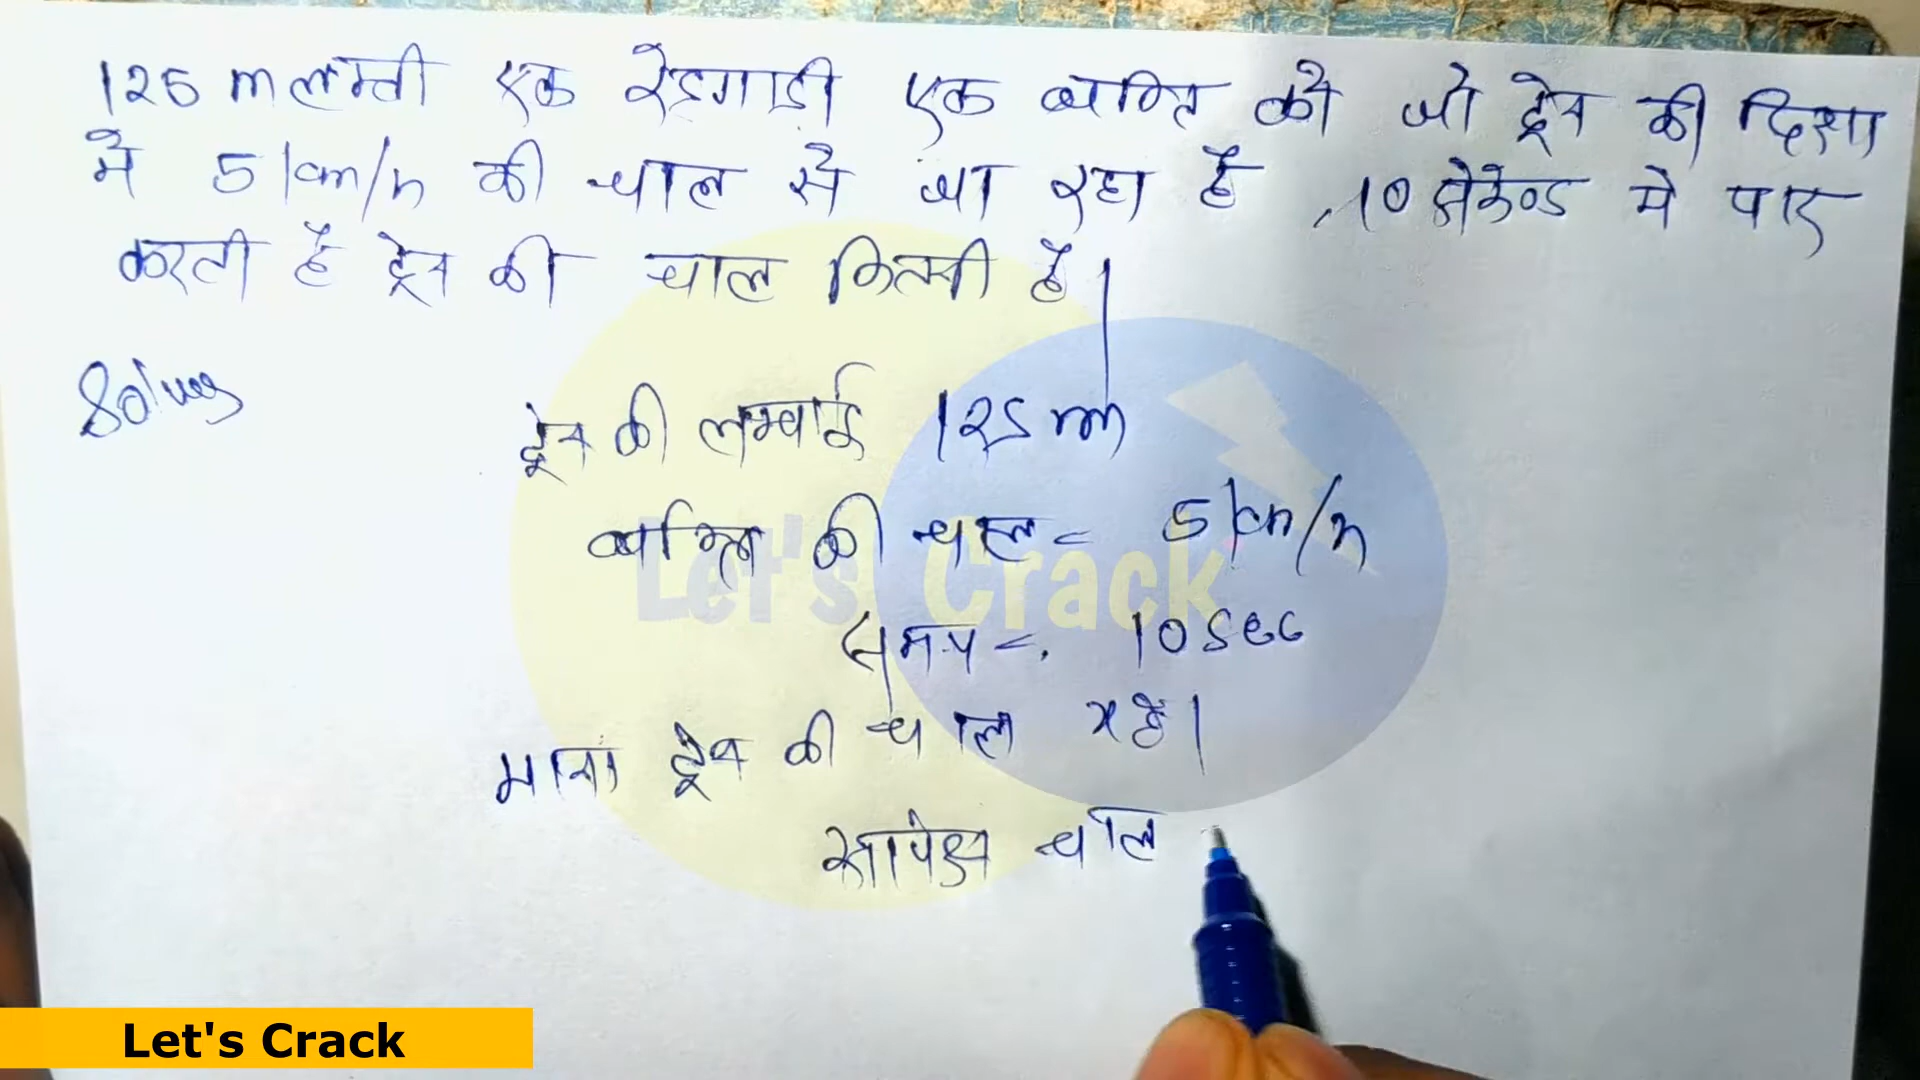 125 m लम्बी एक रेलगाडी एक व्यक्ति को जो ट्रेन की दिशा
मे 5 km/h की चाल से जा रहा है, 10 सेकेण्ड मे पार
करती है ट्रेन की चाल कितनी है।
Solung
ट्रेन की लम्बाई 125 m
व्यक्ति की चाल = 5 km/h
समय = 10 sec
माना ट्रेन की चाल x है।
सापेक्ष चाल
Let's Crack
Let's Crack